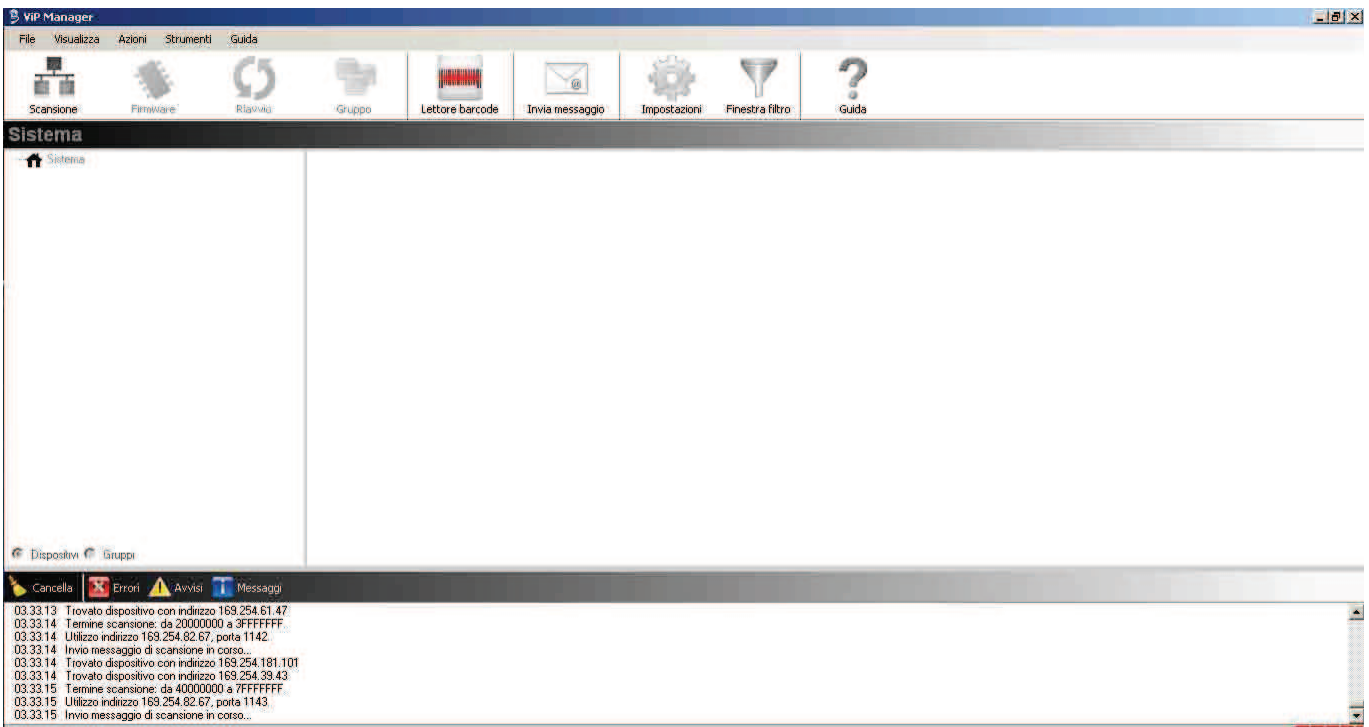 ViP Manager
File Visualizza Azioni Strumenti Guida
Scansione Firmware Riavvio Gruppo Lettore barcode Invia messaggio Impostazioni Finestra filtro Guida
Sistema
Sistema
Dispositivi Gruppi
Cancella Errori Avvisi Messaggi
03.33.13 Trovato dispositivo con indirizzo 169.254.61.47
03.33.14 Termine scansione: da 20000000 a 3FFFFFFF
03.33.14 Utilizzo indirizzo 169.254.82.67, porta 1142
03.33.14 Invio messaggio di scansione in corso...
03.33.14 Trovato dispositivo con indirizzo 169.254.181.101
03.33.14 Trovato dispositivo con indirizzo 169.254.39.43
03.33.15 Termine scansione: da 40000000 a 7FFFFFFF
03.33.15 Utilizzo indirizzo 169.254.82.67, porta 1143
03.33.15 Invio messaggio di scansione in corso...